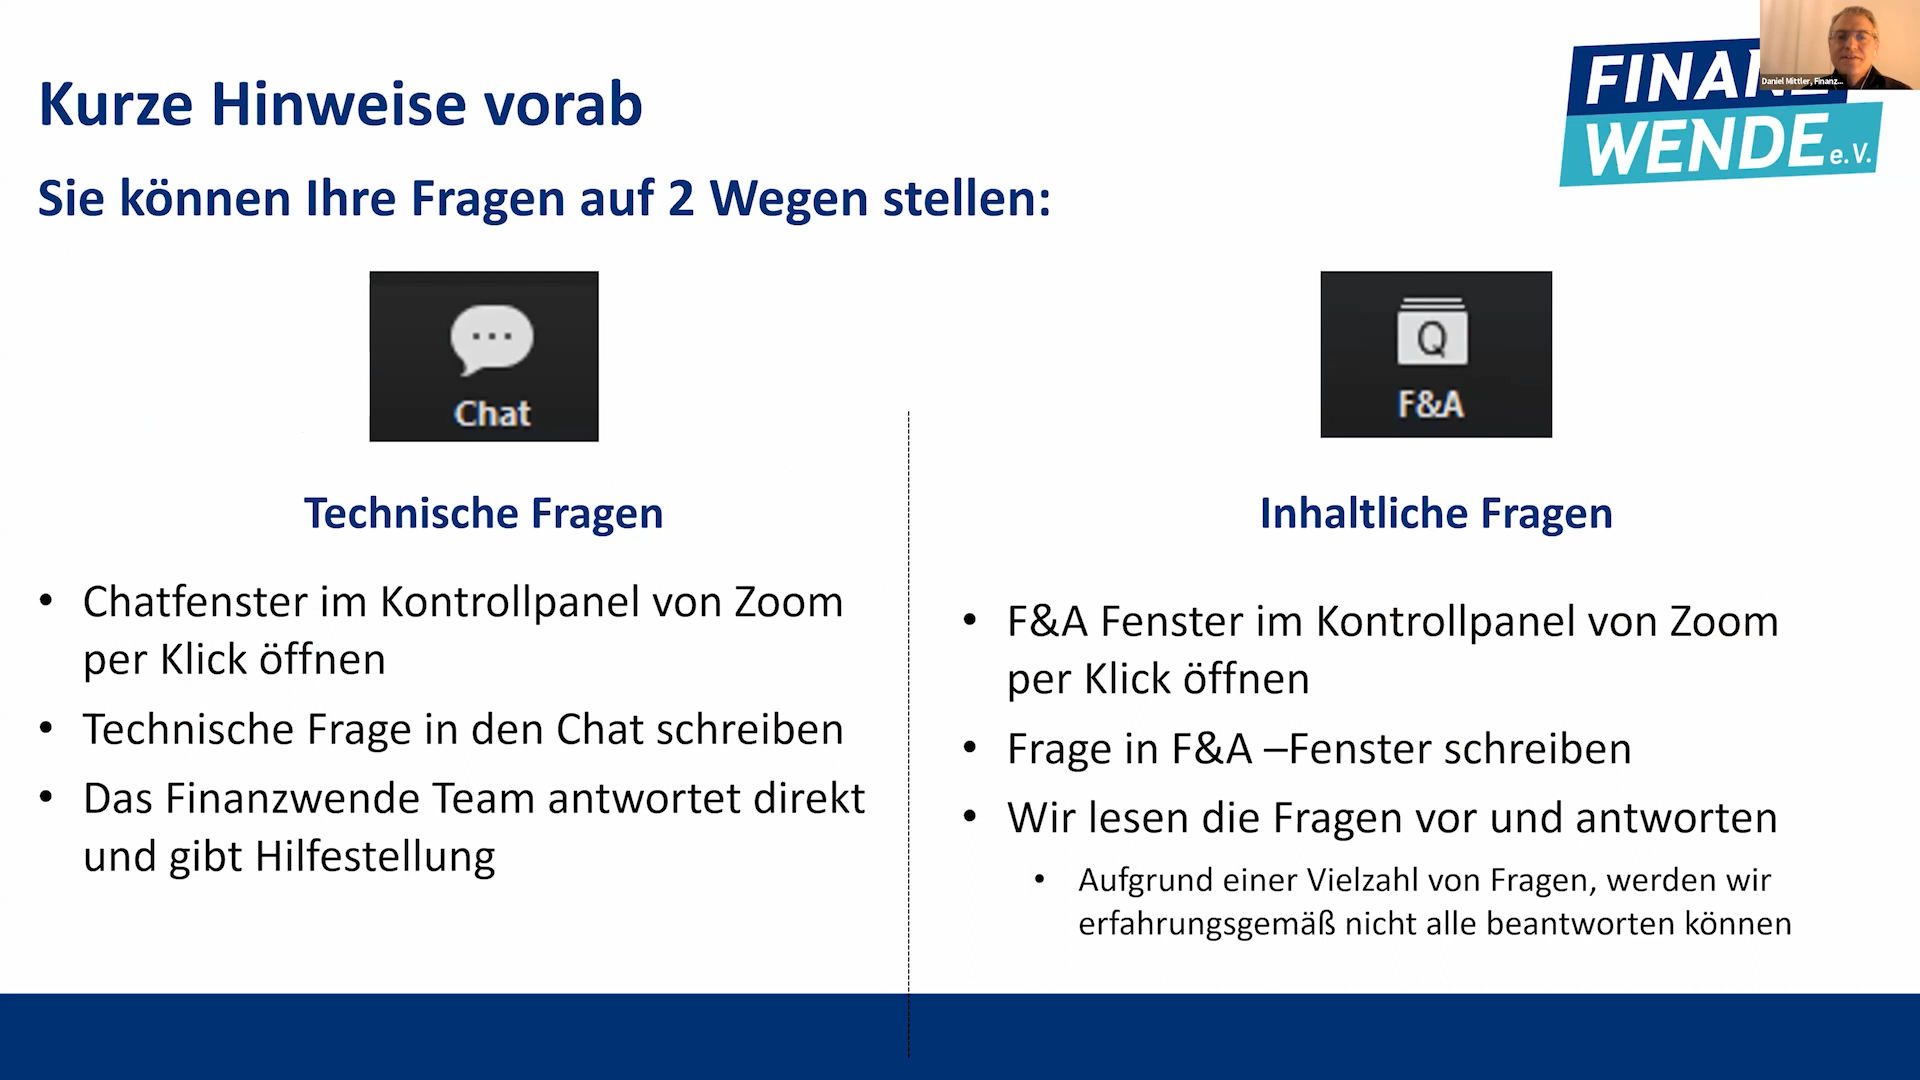 Kurze Hinweise vorab
Sie können Ihre Fragen auf 2 Wegen stellen:
WENDE e.V.
Daniel Mittler, Finanz...
Chat
Technische Fragen
• Chatfenster im Kontrollpanel von Zoom
per Klick öffnen
• Technische Frage in den Chat schreiben
• Das Finanzwende Team antwortet direkt
und gibt Hilfestellung
Q
F&A
Inhaltliche Fragen
• F&A Fenster im Kontrollpanel von Zoom
per Klick öffnen
• Frage in F&A –Fenster schreiben
• Wir lesen die Fragen vor und antworten
• Aufgrund einer Vielzahl von Fragen, werden wir
erfahrungsgemäß nicht alle beantworten können